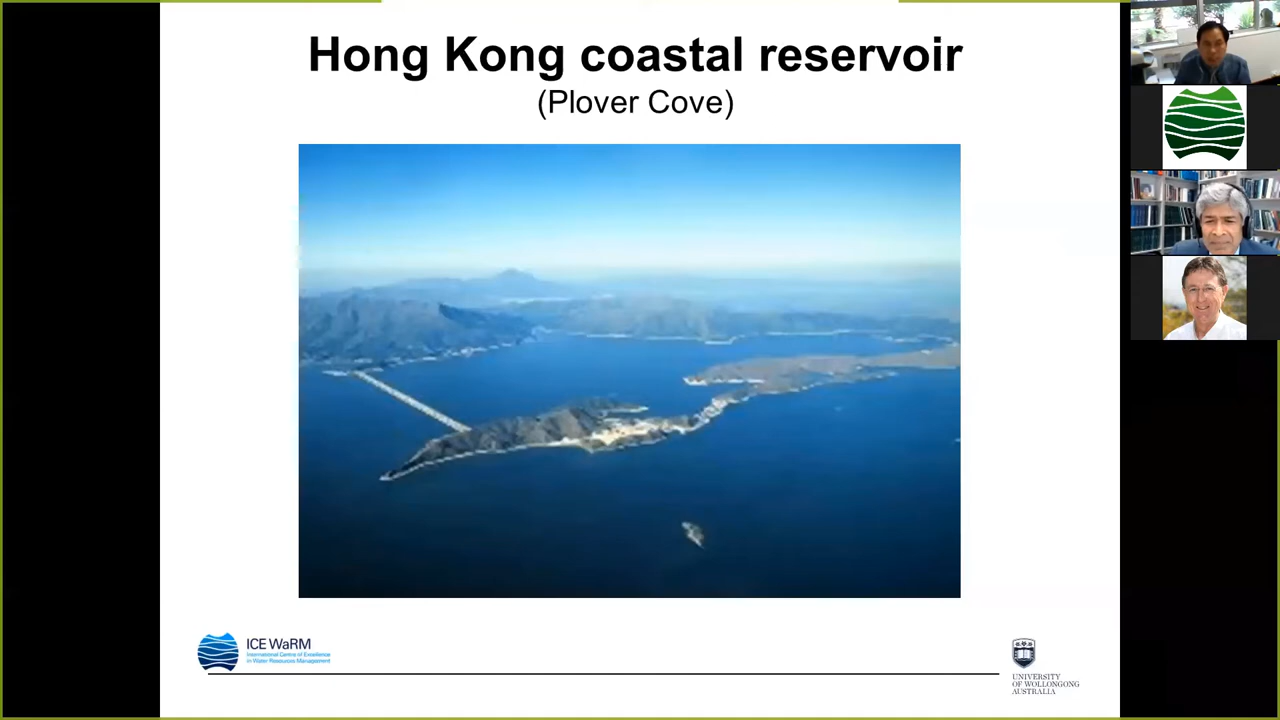 Hong Kong coastal reservoir
(Plover Cove)
ICE WaRM
International Centre of Excellence
in Water Resources Management
UNIVERSITY
OF WOLLONGONG
AUSTRALIA